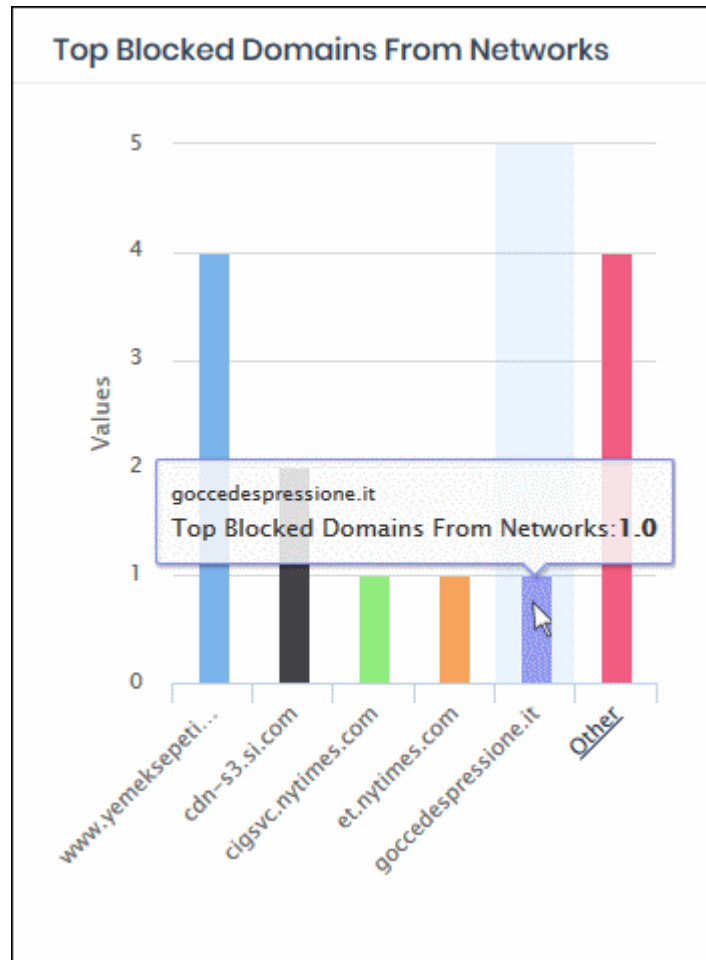 Top Blocked Domains From Networks
5
4
3
2
1
0
Values
goccedespressione.it
Top Blocked Domains From Networks:1.0
www.yemeksepeti...
cdn-s3.si.com
cigsvc.nytimes.com
et.nytimes.com
goccedespressione.it
Other